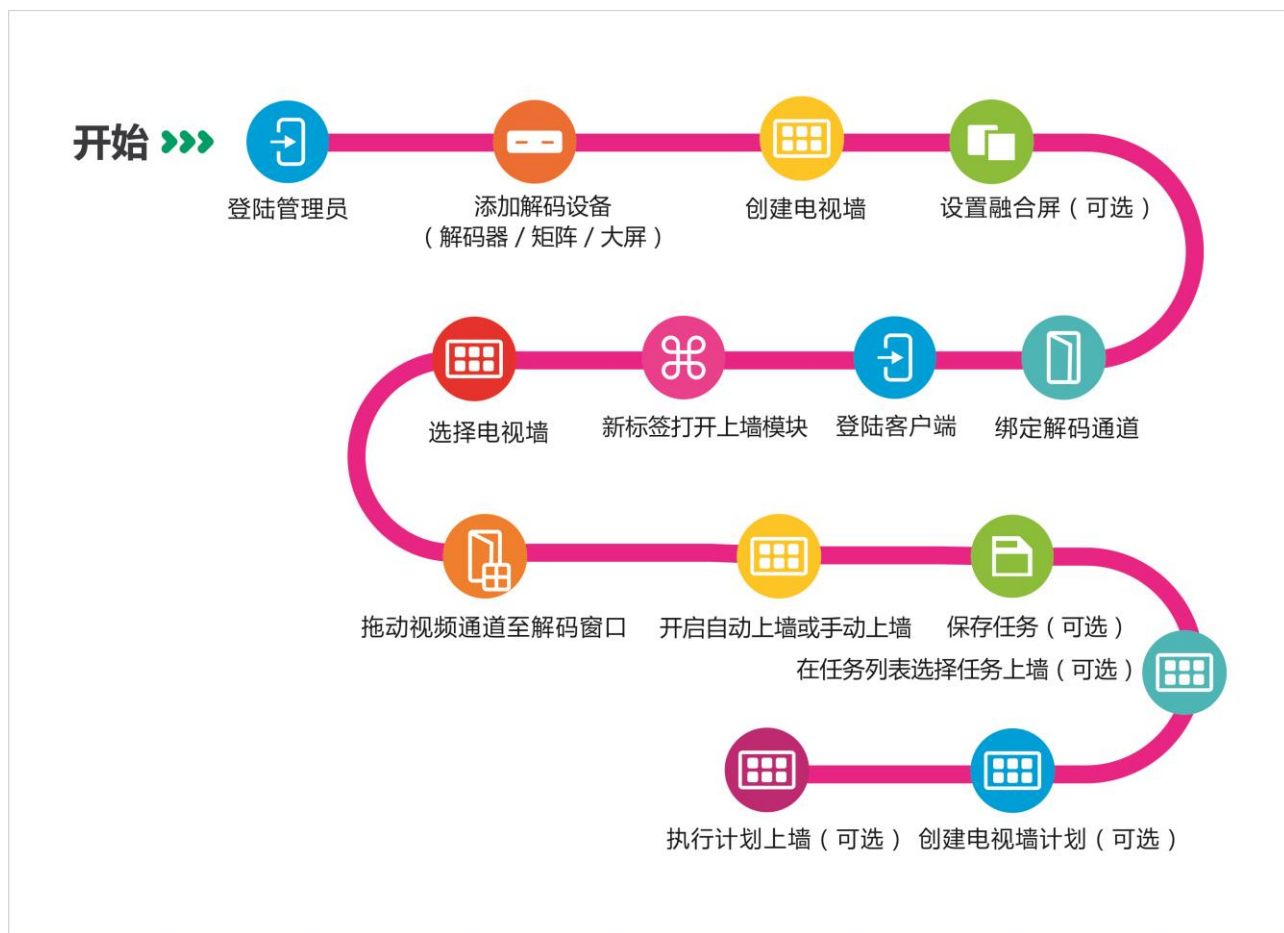 开始
登陆管理员
添加解码设备
（解码器/矩阵/大屏）
创建电视墙
设置融合屏（可选）
选择电视墙
新标签打开上墙模块
登陆客户端
绑定解码通道
拖动视频通道至解码窗口
开启自动上墙或手动上墙
保存任务（可选）
在任务列表选择任务上墙（可选）
执行计划上墙（可选）
创建电视墙计划（可选）